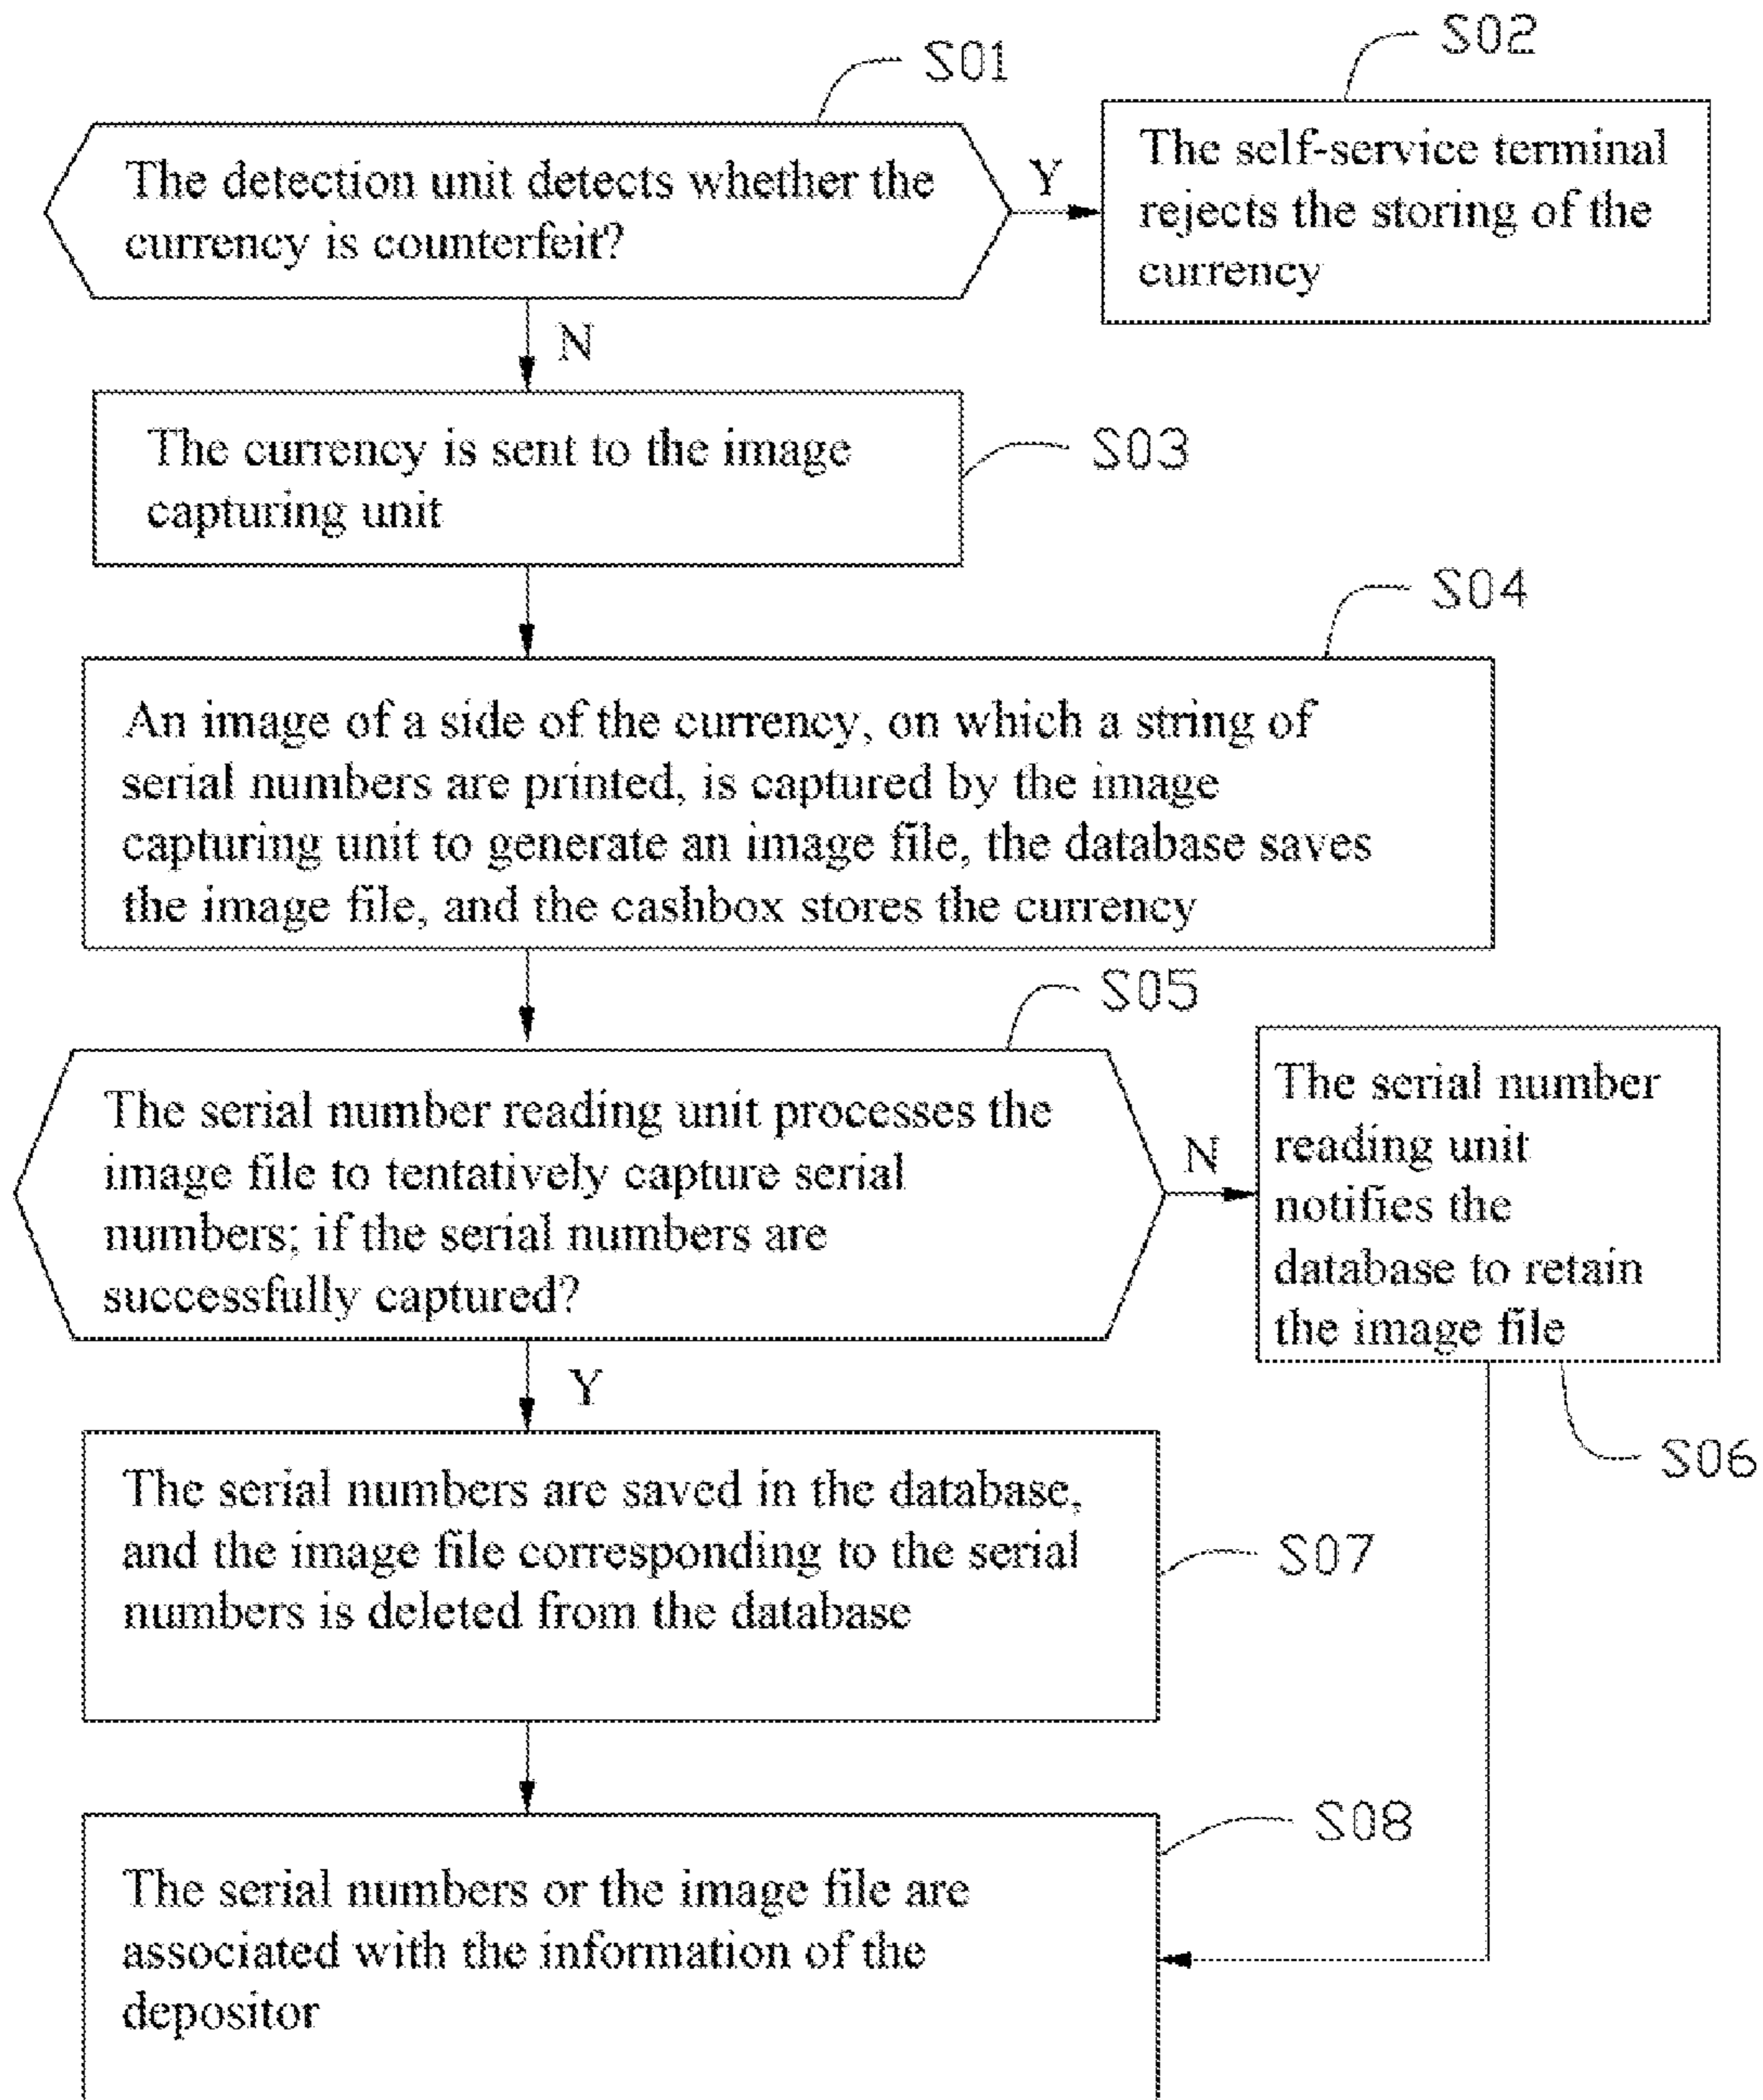 S01
The detection unit detects whether the
currency is counterfeit?
Y
S02
The self-service terminal
rejects the storing of the
currency
N
The currency is sent to the image
capturing unit
S03
S04
An image of a side of the currency, on which a string of
serial numbers are printed, is captured by the image
capturing unit to generate an image file, the database saves
the image file, and the cashbox stores the currency
S05
The serial number reading unit processes the
image file to tentatively capture serial
numbers; if the serial numbers are
successfully captured?
N
The serial number
reading unit
notifies the
database to retain
the image file
S06
Y
The serial numbers are saved in the database,
and the image file corresponding to the serial
numbers is deleted from the database
S07
S08
The serial numbers or the image file are
associated with the information of the
depositor